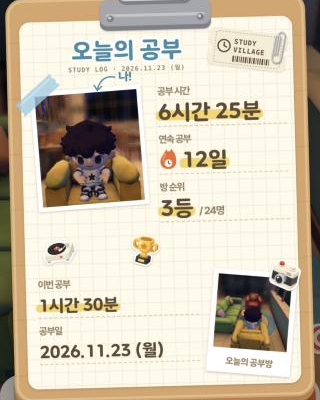 오늘의 공부
STUDY LOG · 2026.11.23 (월)
나!
STUDY
VILLAGE
공부 시간
6시간 25분
연속 공부
12일
방 순위
3등 / 24명
이번 공부
1시간 30분
공부일
2026.11.23 (월)
오늘의 공부방